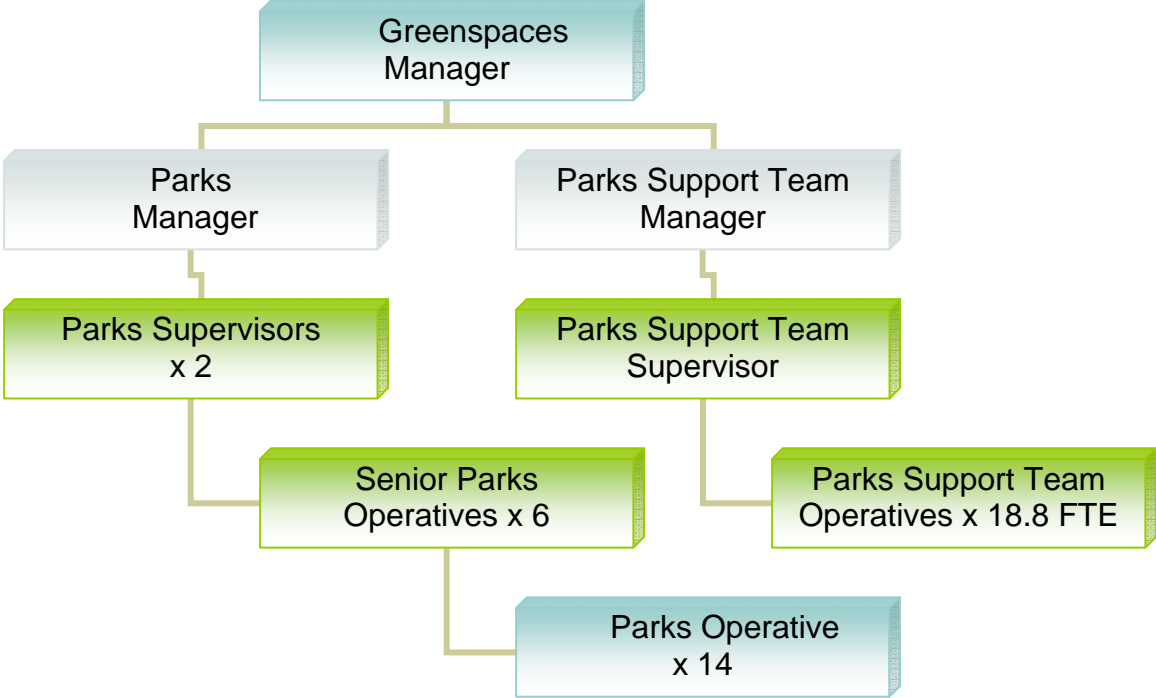 Greenspaces
Manager
Parks
Manager
Parks Support Team
Manager
Parks Supervisors
x 2
Parks Support Team
Supervisor
Senior Parks
Operatives x 6
Parks Support Team
Operatives x 18.8 FTE
Parks Operative
x 14